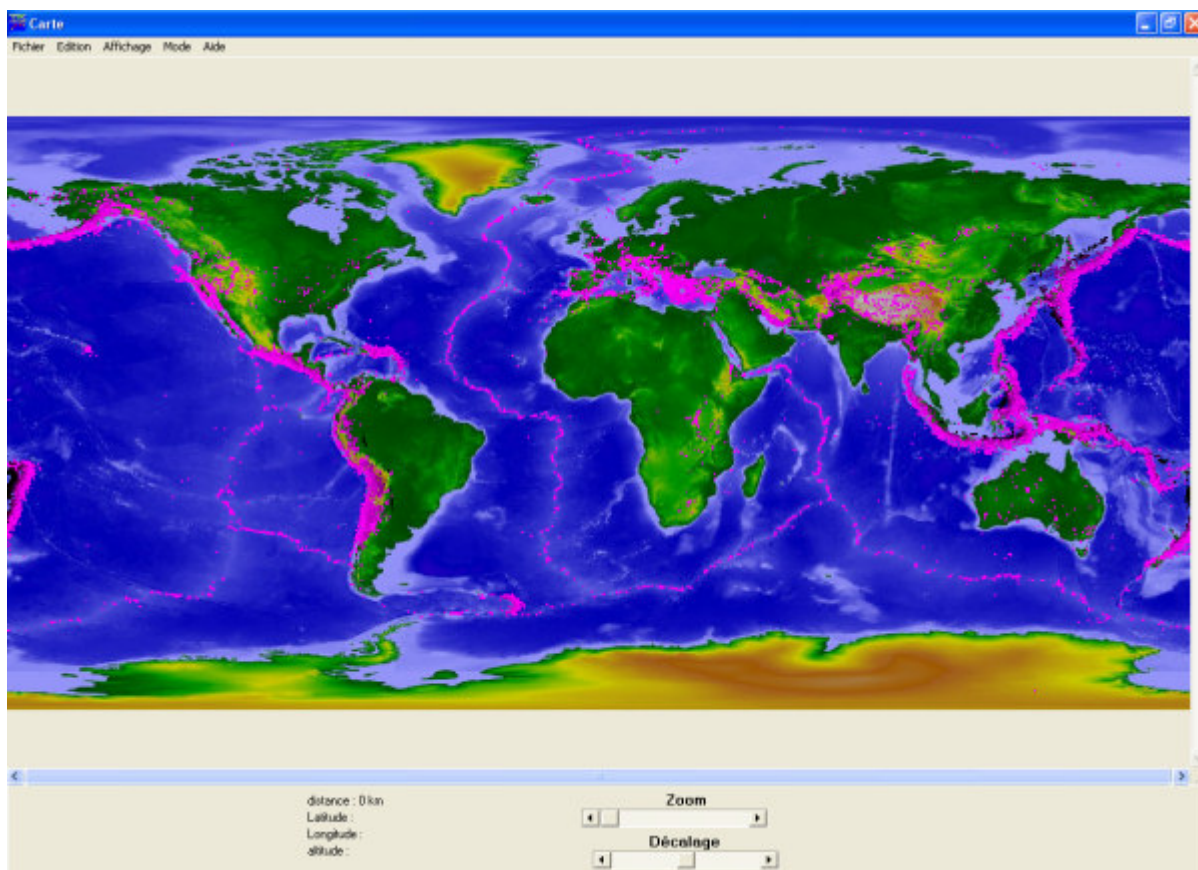 Carte
Fichier Edition Affichage Mode Aide
distance : 0 km
Latitude :
Longitude :
altitude :
Zoom
Décalage